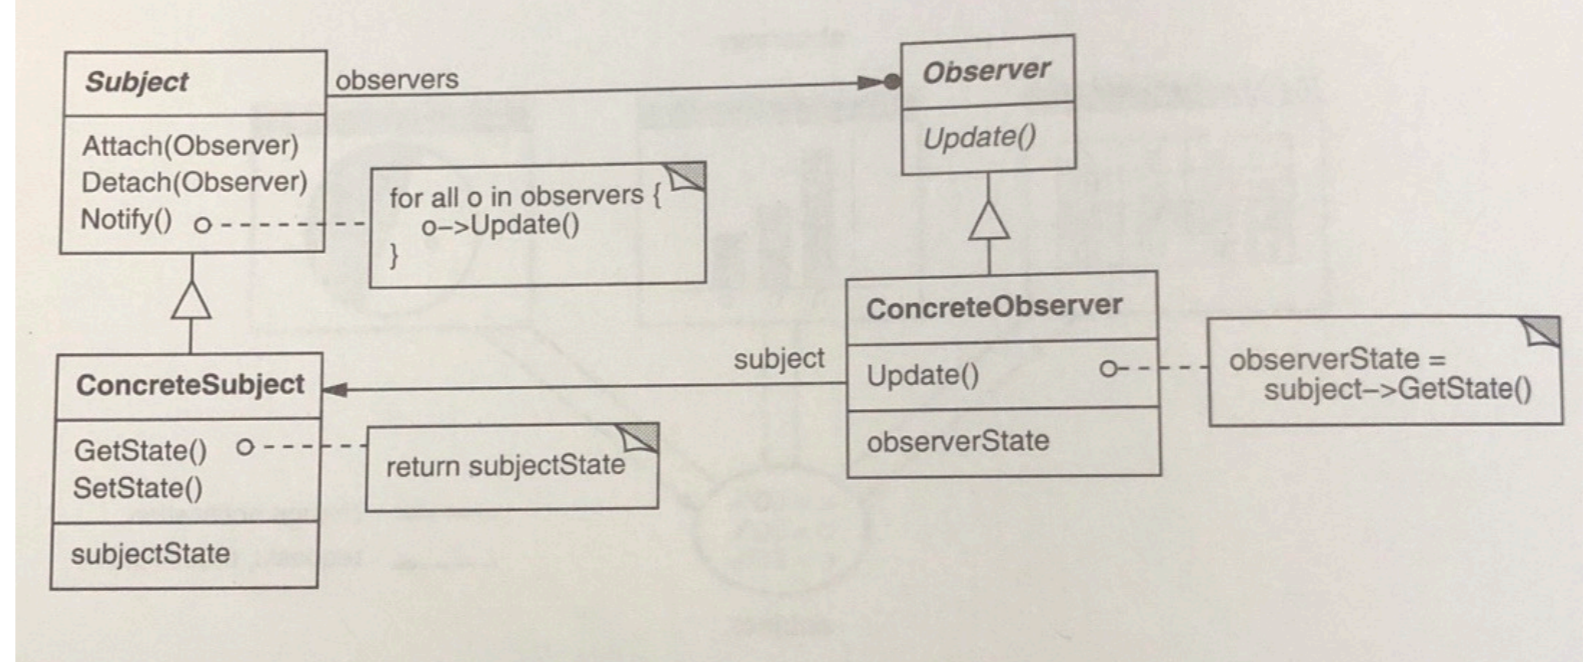 Subject
Attach(Observer)
Detach(Observer)
Notify()
observers
for all o in observers {
o->Update()
}
Observer
Update()
ConcreteSubject
GetState()
SetState()
subjectState
return subjectState
subject
ConcreteObserver
Update()
observerState
observerState =
subject->GetState()